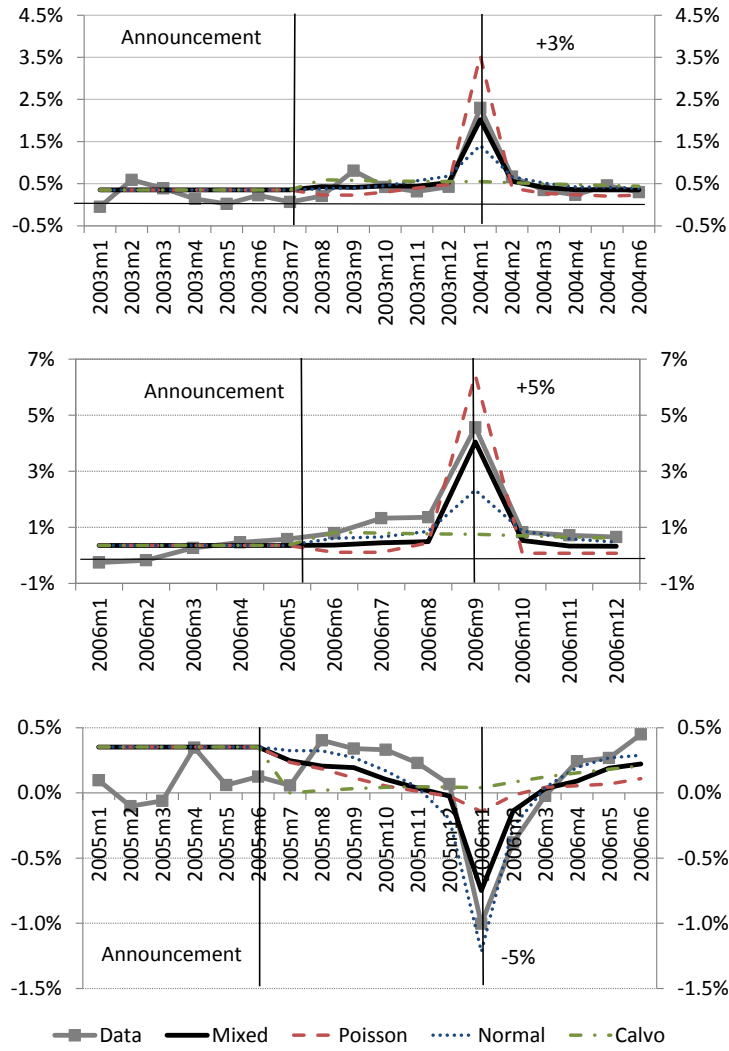 4.5% 4.5%
Announcement +3%
3.5% 3.5%
2.5% 2.5%
1.5% 1.5%
0.5% 0.5%
-0.5% -0.5%
2003m1 2003m2 2003m3 2003m4 2003m5 2003m6 2003m7 2003m8 2003m9 2003m10 2003m11 2003m12 2004m1 2004m2 2004m3 2004m4 2004m5 2004m6
7% 7%
Announcement +5%
5% 5%
3% 3%
1% 1%
-1% -1%
2006m1 2006m2 2006m3 2006m4 2006m5 2006m6 2006m7 2006m8 2006m9 2006m10 2006m11 2006m12
0.5% 0.5%
0.0% 0.0%
2005m1 2005m2 2005m3 2005m4 2005m5 2005m6 2005m7 2005m8 2005m9 2005m10 2005m11 2006m1 2006m3 2006m4 2006m5 2006m6
-0.5% -0.5%
-1.0% -1.0%
Announcement -5%
-1.5% -1.5%
Data Mixed Poisson Normal Calvo